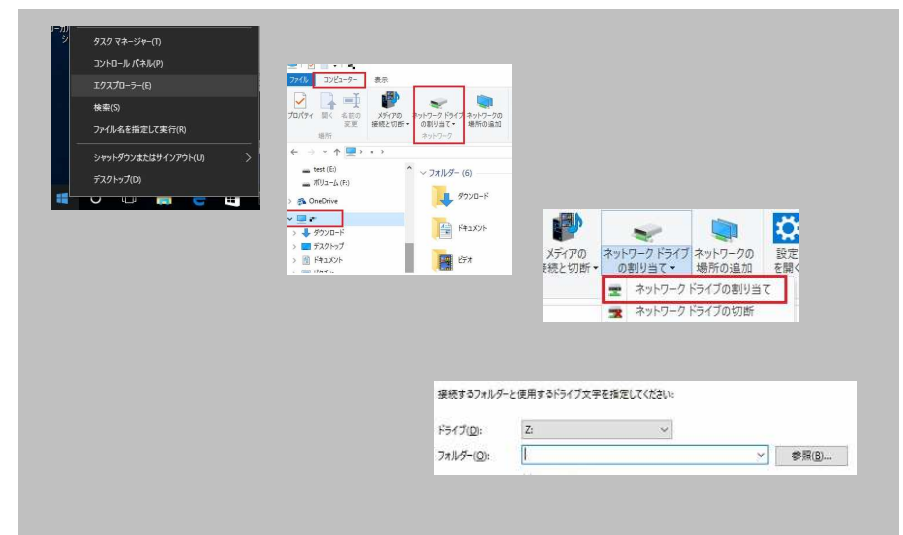 タスク マネージャー(T)
コントロール パネル(P)
エクスプローラー(E)
検索(S)
ファイル名を指定して実行(R)
シャットダウンまたはサインアウト(U)
デスクトップ(D)
ファイル コンピューター 表示
プロパティ 開く 名前の変更
メディアの接続と切断
ネットワーク ドライブの割り当て
ネットワークの場所の追加
場所 ネットワーク
test (E:)
ボリューム (F:)
OneDrive
ダウンロード
デスクトップ
ドキュメント
フォルダー (6)
ダウンロード
ドキュメント
ビデオ
メディアの ネットワーク ドライブ ネットワークの 設定
接続と切断 の割り当て 場所の追加 を開く
ネットワーク ドライブの割り当て
ネットワーク ドライブの切断
接続するフォルダーと使用するドライブ文字を指定してください:
ドライブ(D): Z:
フォルダー(O): 参照(B)...